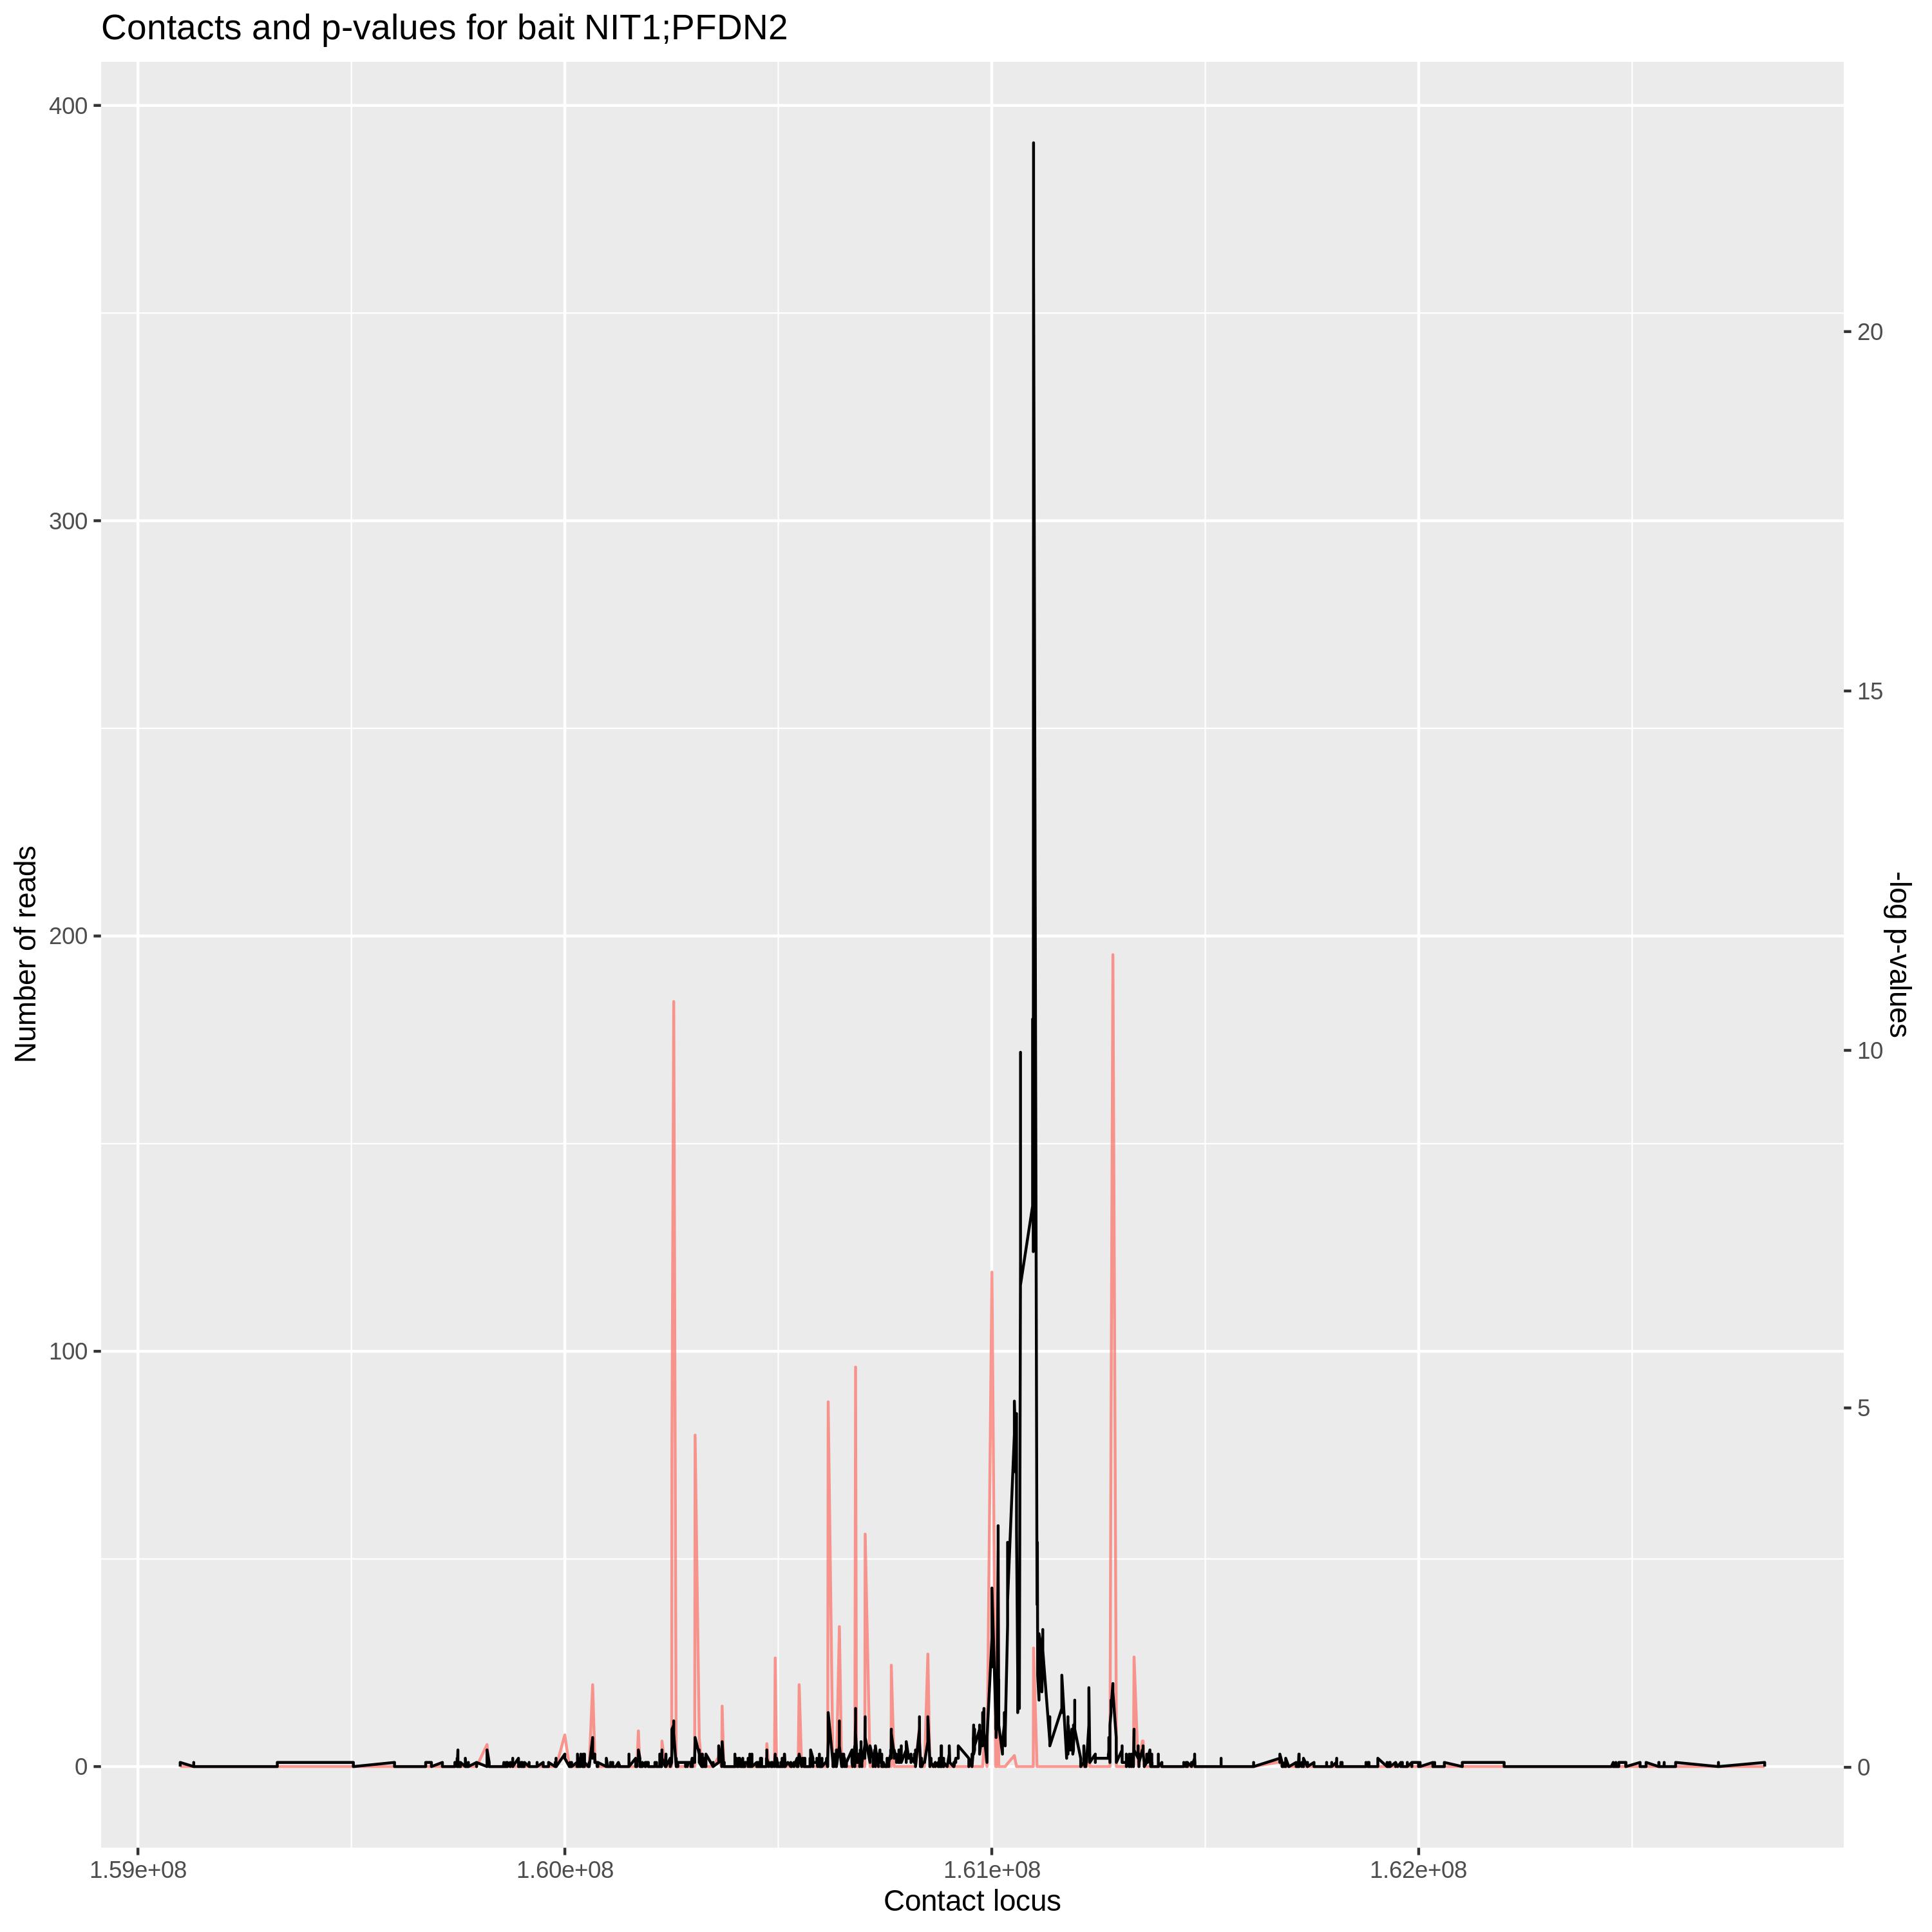 Contacts and p-values for bait NIT1;PFDN2
400
300
200
100
0
Number of reads
20
15
10
5
0
-log p-values
1.59e+08
1.60e+08
1.61e+08
1.62e+08
Contact locus